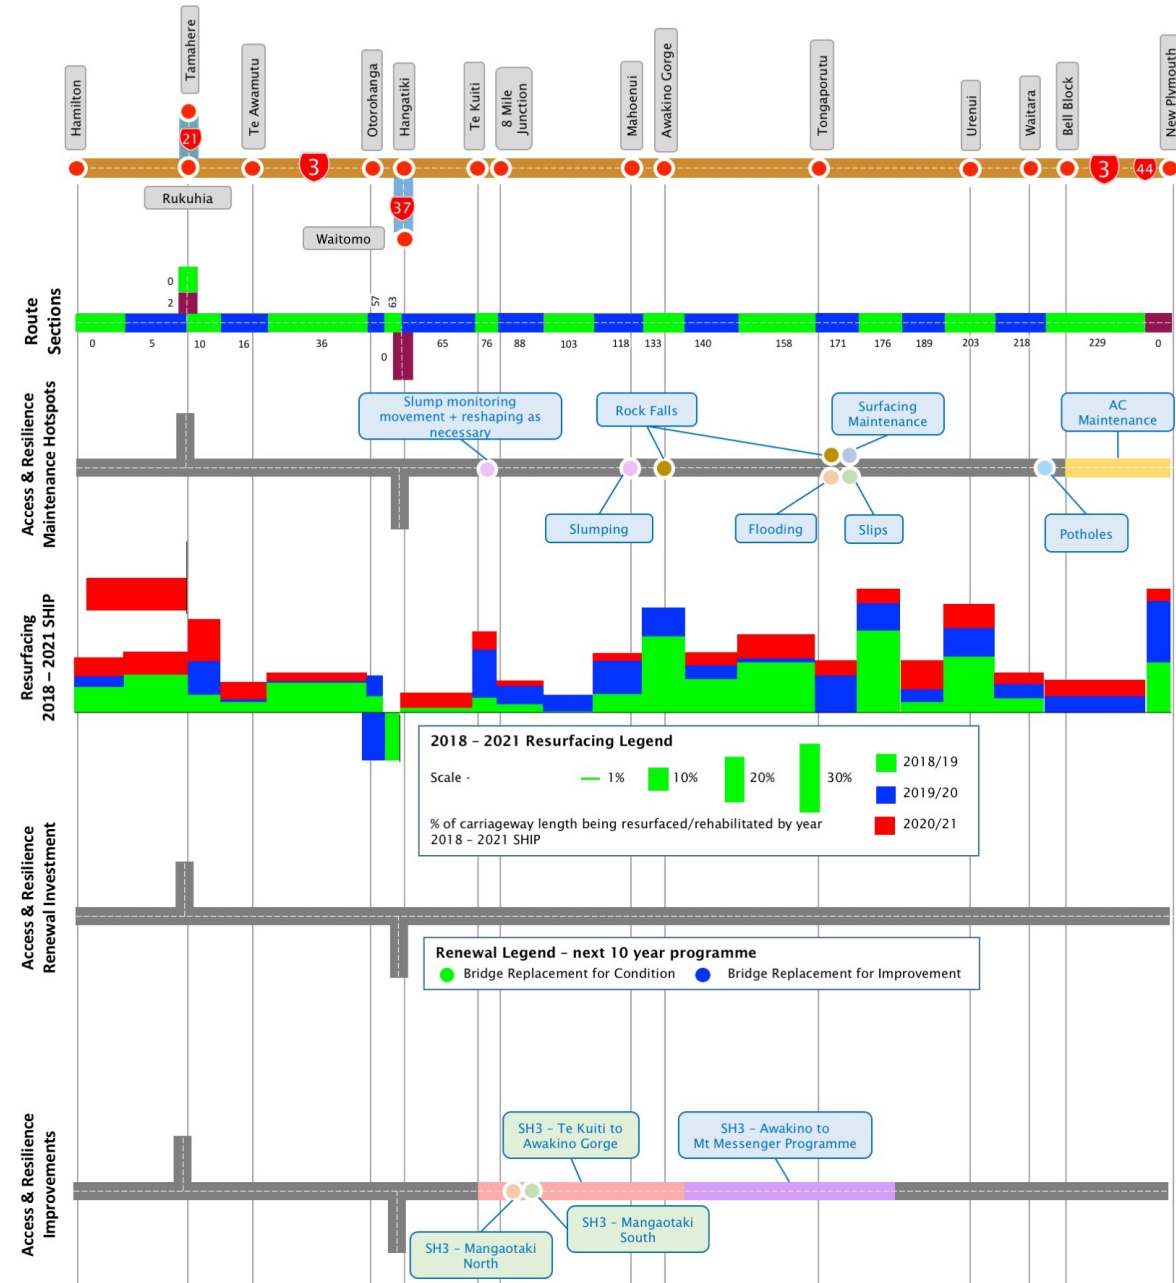 Hamilton
Tamahere
Te Awamutu
Otorohanga
Hangatiki
Te Kuiti
8 Mile
Junction
Mahoenui
Awakino Gorge
Tongaporutu
Urenui
Waitara
Bell Block
New Plymouth
21
3
3
44
Rukuhia
37
Waitomo
Route
Sections
0
2
57
63
0
5
10
16
36
0
65
76
88
103
118
133
140
158
171
176
189
203
218
229
0
Access & Resilience
Maintenance Hotspots
Slump monitoring
movement + reshaping as
necessary
Rock Falls
Surfacing
Maintenance
AC
Maintenance
Slumping
Flooding
Slips
Potholes
Resurfacing
2018 – 2021 SHIP
2018 – 2021 Resurfacing Legend
Scale -
1%
10%
20%
30%
2018/19
2019/20
2020/21
% of carriageway length being resurfaced/rehabilitated by year
2018 – 2021 SHIP
Access & Resilience
Renewal Investment
Renewal Legend – next 10 year programme
Bridge Replacement for Condition
Bridge Replacement for Improvement
Access & Resilience
Improvements
SH3 – Te Kuiti to
Awakino Gorge
SH3 – Awakino to
Mt Messenger Programme
SH3 – Mangaotaki
North
SH3 – Mangaotaki
South